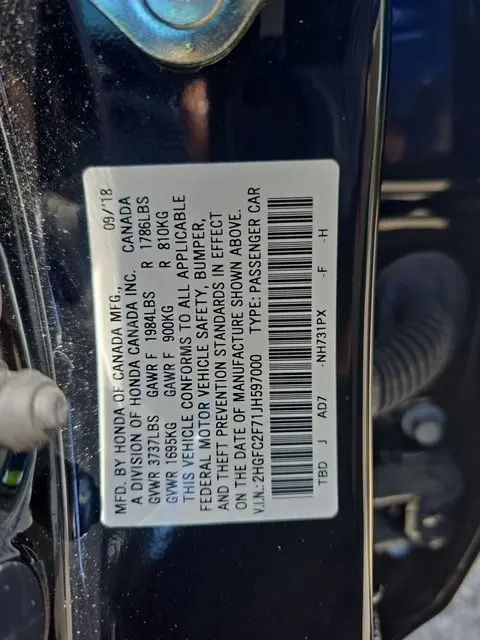 MFD. BY HONDA OF CANADA MFG., 09/18
A DIVISION OF HONDA CANADA INC. CANADA
GVWR 3737LBS GAWR F 1984LBS R 1786LBS
GVWR 1695KG GAWR F 900KG R 810KG
THIS VEHICLE CONFORMS TO ALL APPLICABLE
FEDERAL MOTOR VEHICLE SAFETY, BUMPER,
AND THEFT PREVENTION STANDARDS IN EFFECT
ON THE DATE OF MANUFACTURE SHOWN ABOVE.
V.I.N.: 2HGFC2F71JH597000 TYPE: PASSENGER CAR
TBD J AD7 -NH731PX -F -H